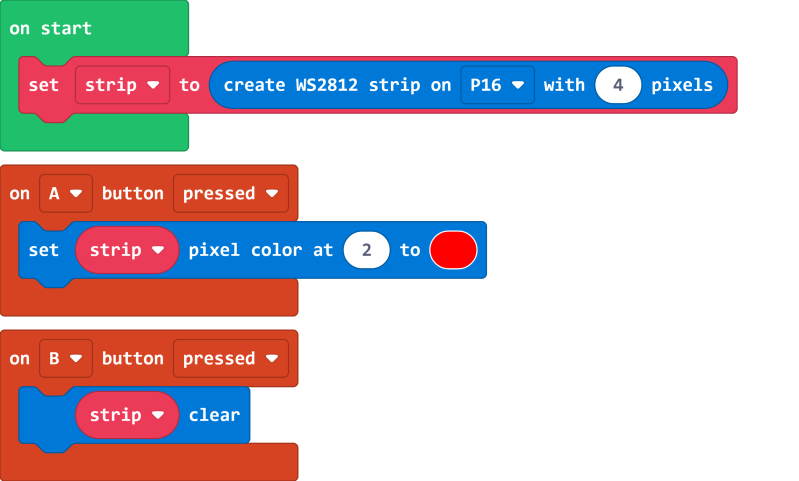 on start
set strip to create WS2812 strip on P16 with 4 pixels
on A button pressed
set strip pixel color at 2 to
on B button pressed
strip clear